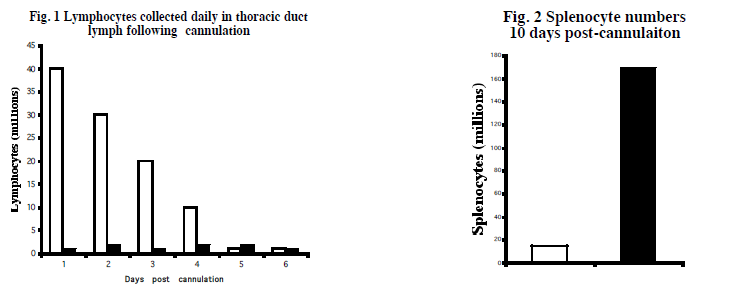 Fig. 1 Lymphocytes collected daily in thoracic duct
lymph following cannulation
45
40
35
30
25
20
15
10
5
0
Lymphocytes (millions)
1 2 3 4 5 6
Days post cannulation
Fig. 2 Splenocyte numbers
10 days post-cannulaiton
180
160
140
120
100
80
60
40
20
0
Splenocytes (millions)